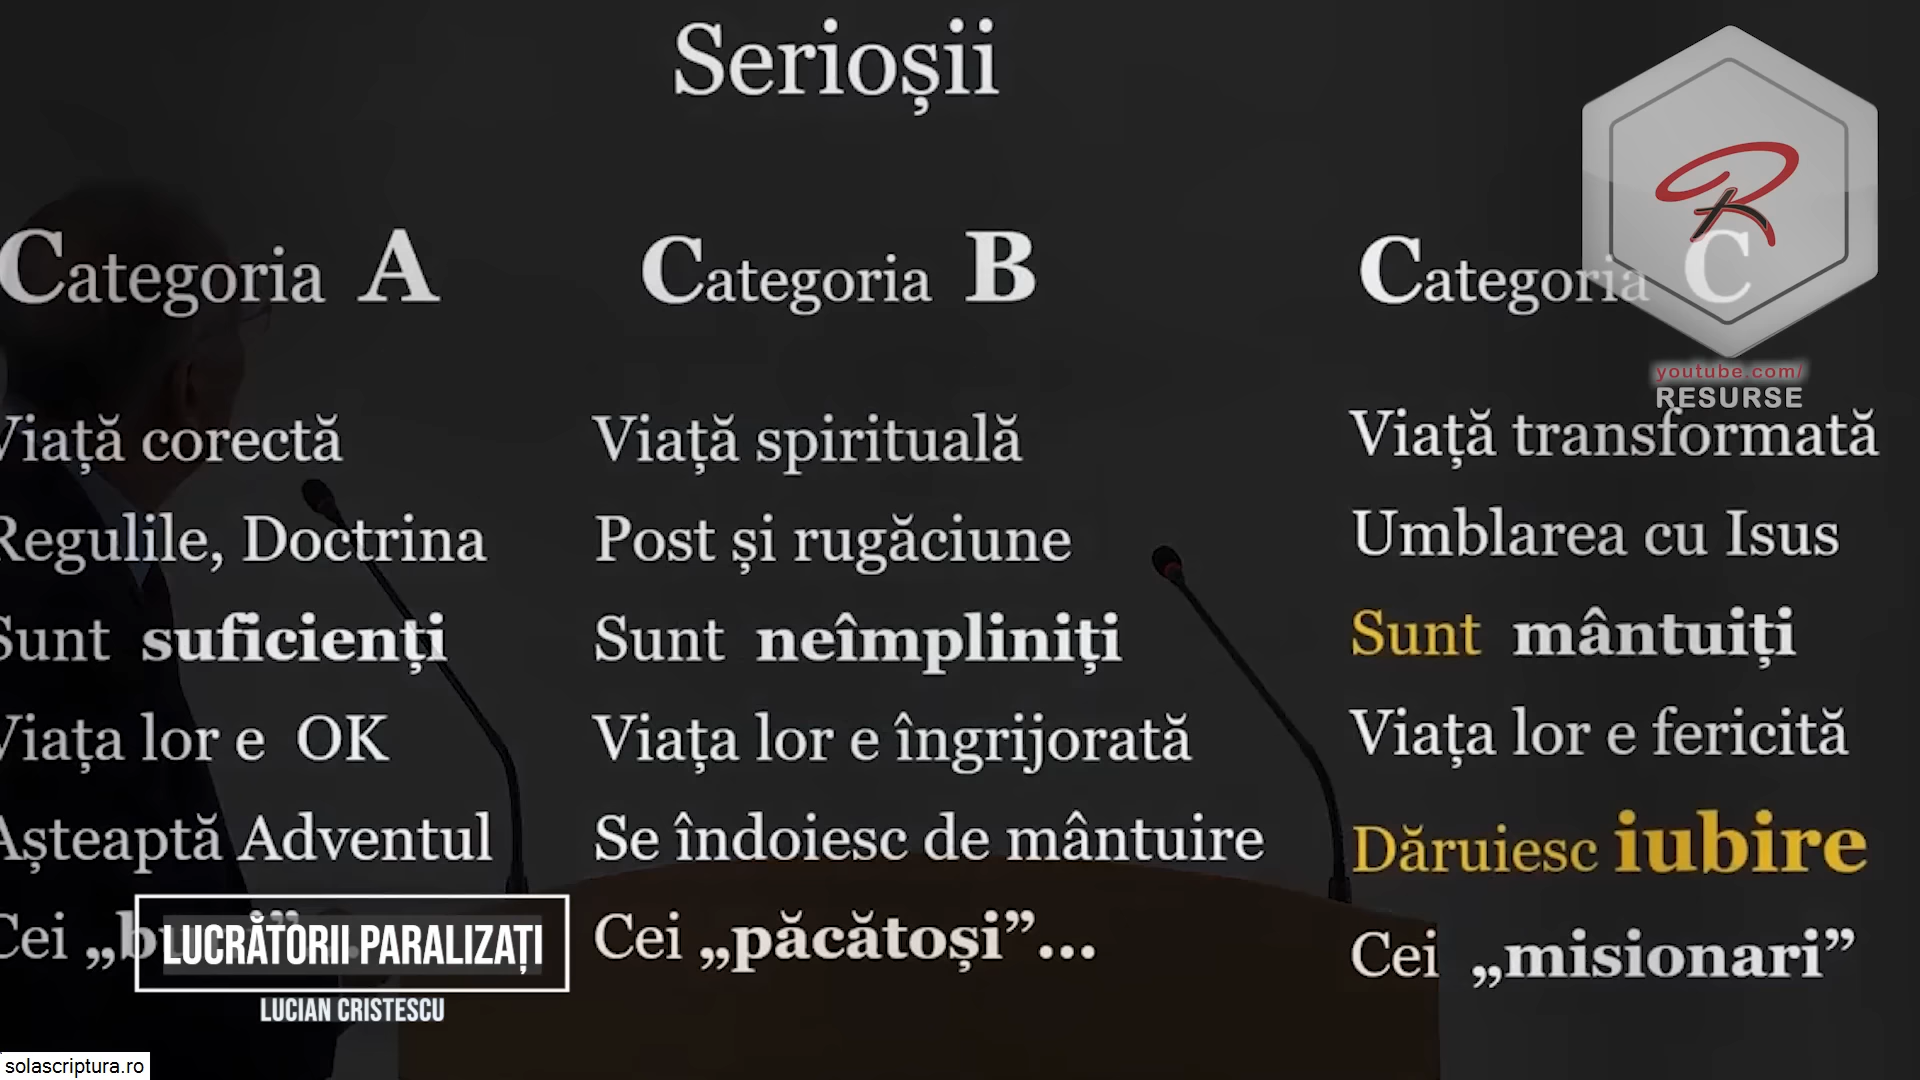 Serioșii
Categoria A
Viață corectă
Regulile, Doctrina
Sunt suficienți
Viața lor e OK
Așteaptă Adventul
Cei
Categoria B
Viață spirituală
Post și rugăciune
Sunt neîmpliniți
Viața lor e îngrijorată
Se îndoiesc de mântuire
Cei „păcătoși”...
Categoria C
Viață transformată
Umblarea cu Isus
Sunt mântuiți
Viața lor e fericită
Dăruiesc iubire
Cei „misionari”
youtube.com/
RESURSE
LUCRĂTORII PARALIZAȚI
LUCIAN CRISTESCU
solascriptura.ro